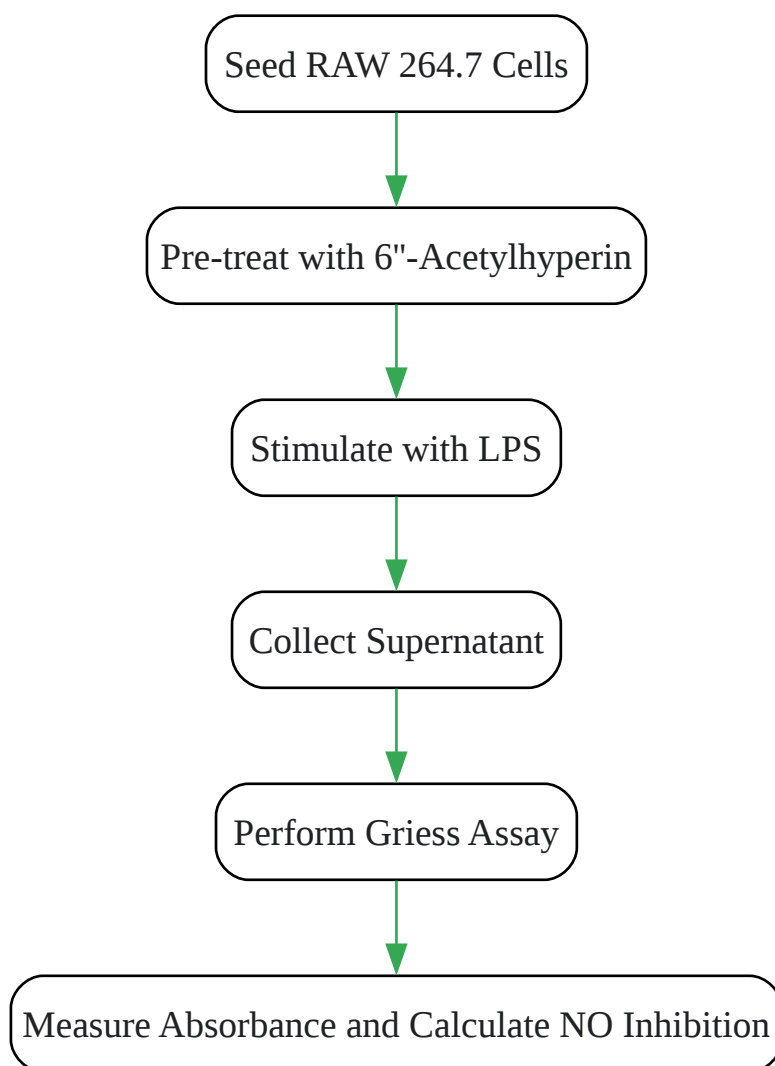 Seed RAW 264.7 Cells
Pre-treat with 6"-Acetylhyperin
Stimulate with LPS
Collect Supernatant
Perform Griess Assay
Measure Absorbance and Calculate NO Inhibition